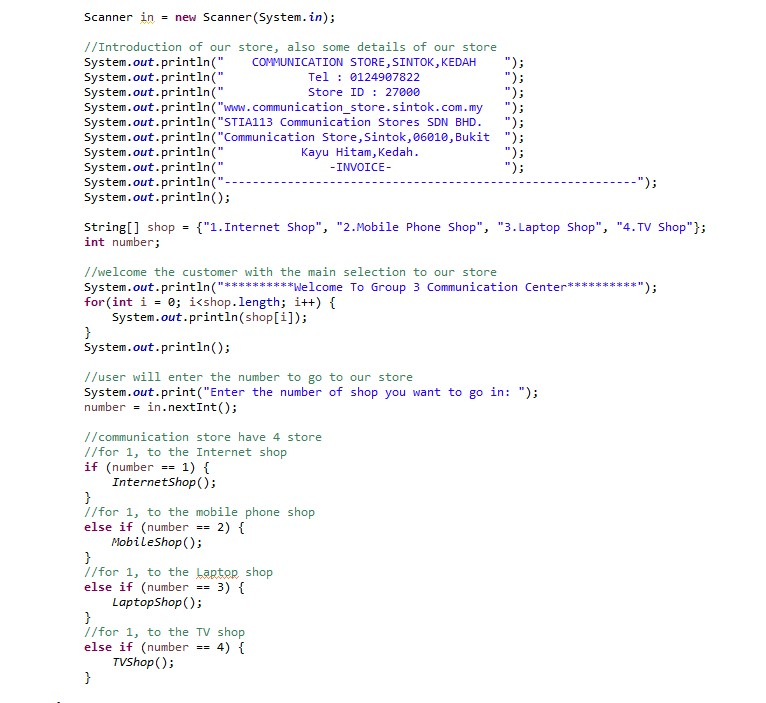 Scanner in = new Scanner(System.in);
//Introduction of our store, also some details of our store
System.out.println("    COMMUNICATION STORE,SINTOK,KEDAH    ");
System.out.println("            Tel : 0124907822            ");
System.out.println("            Store ID : 27000            ");
System.out.println("www.communication_store.sintok.com.my   ");
System.out.println("STIA113 Communication Stores SDN BHD.   ");
System.out.println("Communication Store,Sintok,06010,Bukit  ");
System.out.println("           Kayu Hitam,Kedah.            ");
System.out.println("               -INVOICE-                ");
System.out.println("-----------------------------------------------------------");
System.out.println();
String[] shop = {"1.Internet Shop", "2.Mobile Phone Shop", "3.Laptop Shop", "4.TV Shop"};
int number;
//welcome the customer with the main selection to our store
System.out.println("**********Welcome To Group 3 Communication Center**********");
for(int i = 0; i<shop.length; i++) {
    System.out.println(shop[i]);
}
System.out.println();
//user will enter the number to go to our store
System.out.print("Enter the number of shop you want to go in: ");
number = in.nextInt();
//communication store have 4 store
//for 1, to the Internet shop
if (number == 1) {
    InternetShop();
}
//for 1, to the mobile phone shop
else if (number == 2) {
    MobileShop();
}
//for 1, to the Laptop shop
else if (number == 3) {
    LaptopShop();
}
//for 1, to the TV shop
else if (number == 4) {
    TVShop();
}